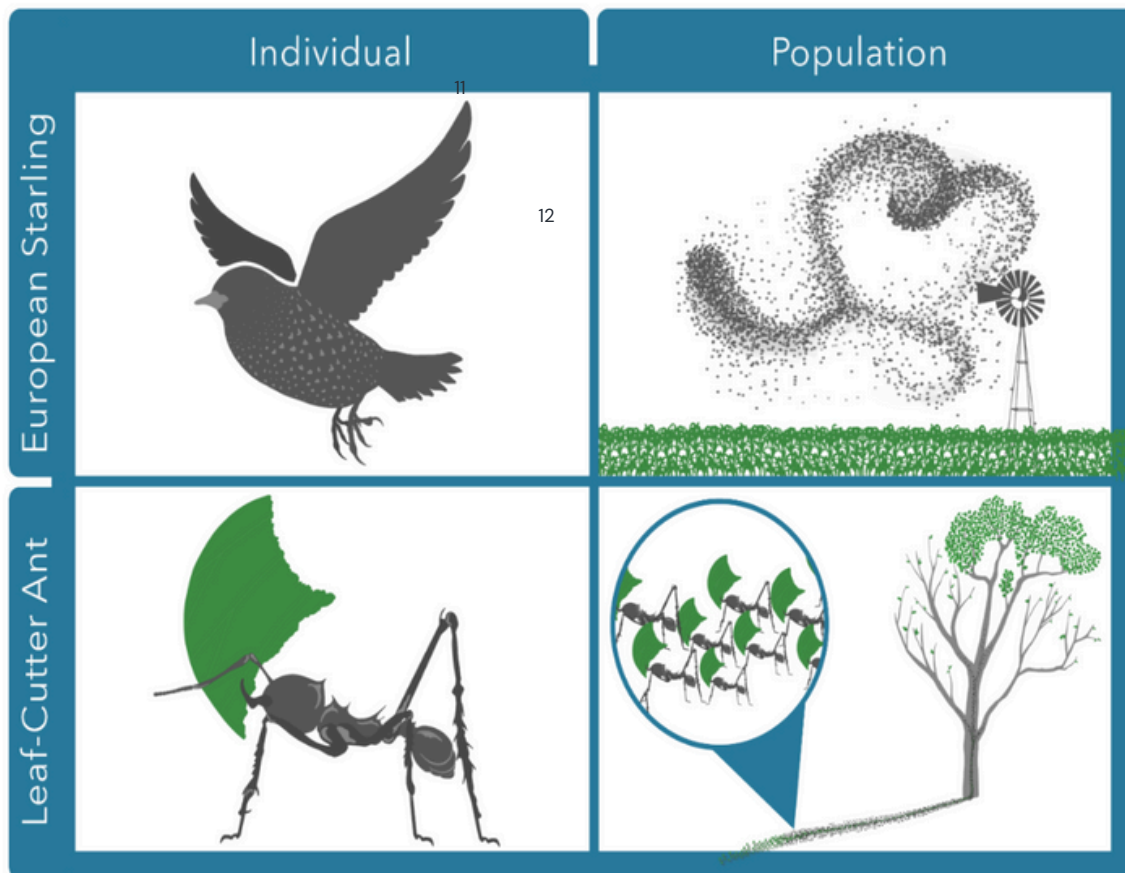 Individual
Population
11
European Starling
12
Leaf-Cutter Ant